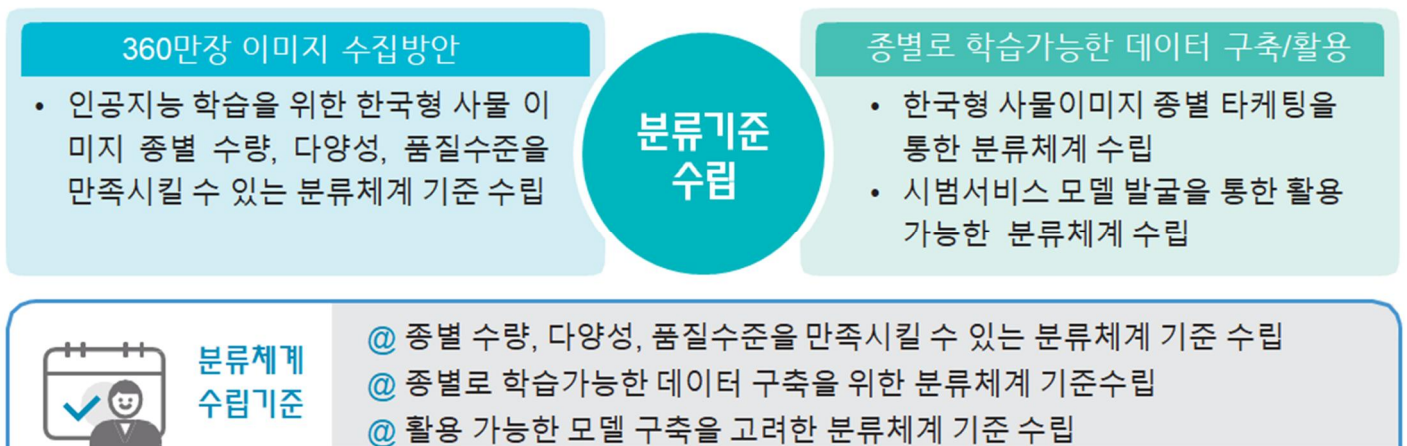 360만장 이미지 수집방안
• 인공지능 학습을 위한 한국형 사물 이
미지 종별 수량, 다양성, 품질수준을
만족시킬 수 있는 분류체계 기준 수립
분류기준
수립
종별로 학습가능한 데이터 구축/활용
• 한국형 사물이미지 종별 타케팅을
통한 분류체계 수립
• 시범서비스 모델 발굴을 통한 활용
가능한 분류체계 수립
분류체계
수립기준
@ 종별 수량, 다양성, 품질수준을 만족시킬 수 있는 분류체계 기준 수립
@ 종별로 학습가능한 데이터 구축을 위한 분류체계 기준수립
@ 활용 가능한 모델 구축을 고려한 분류체계 기준 수립